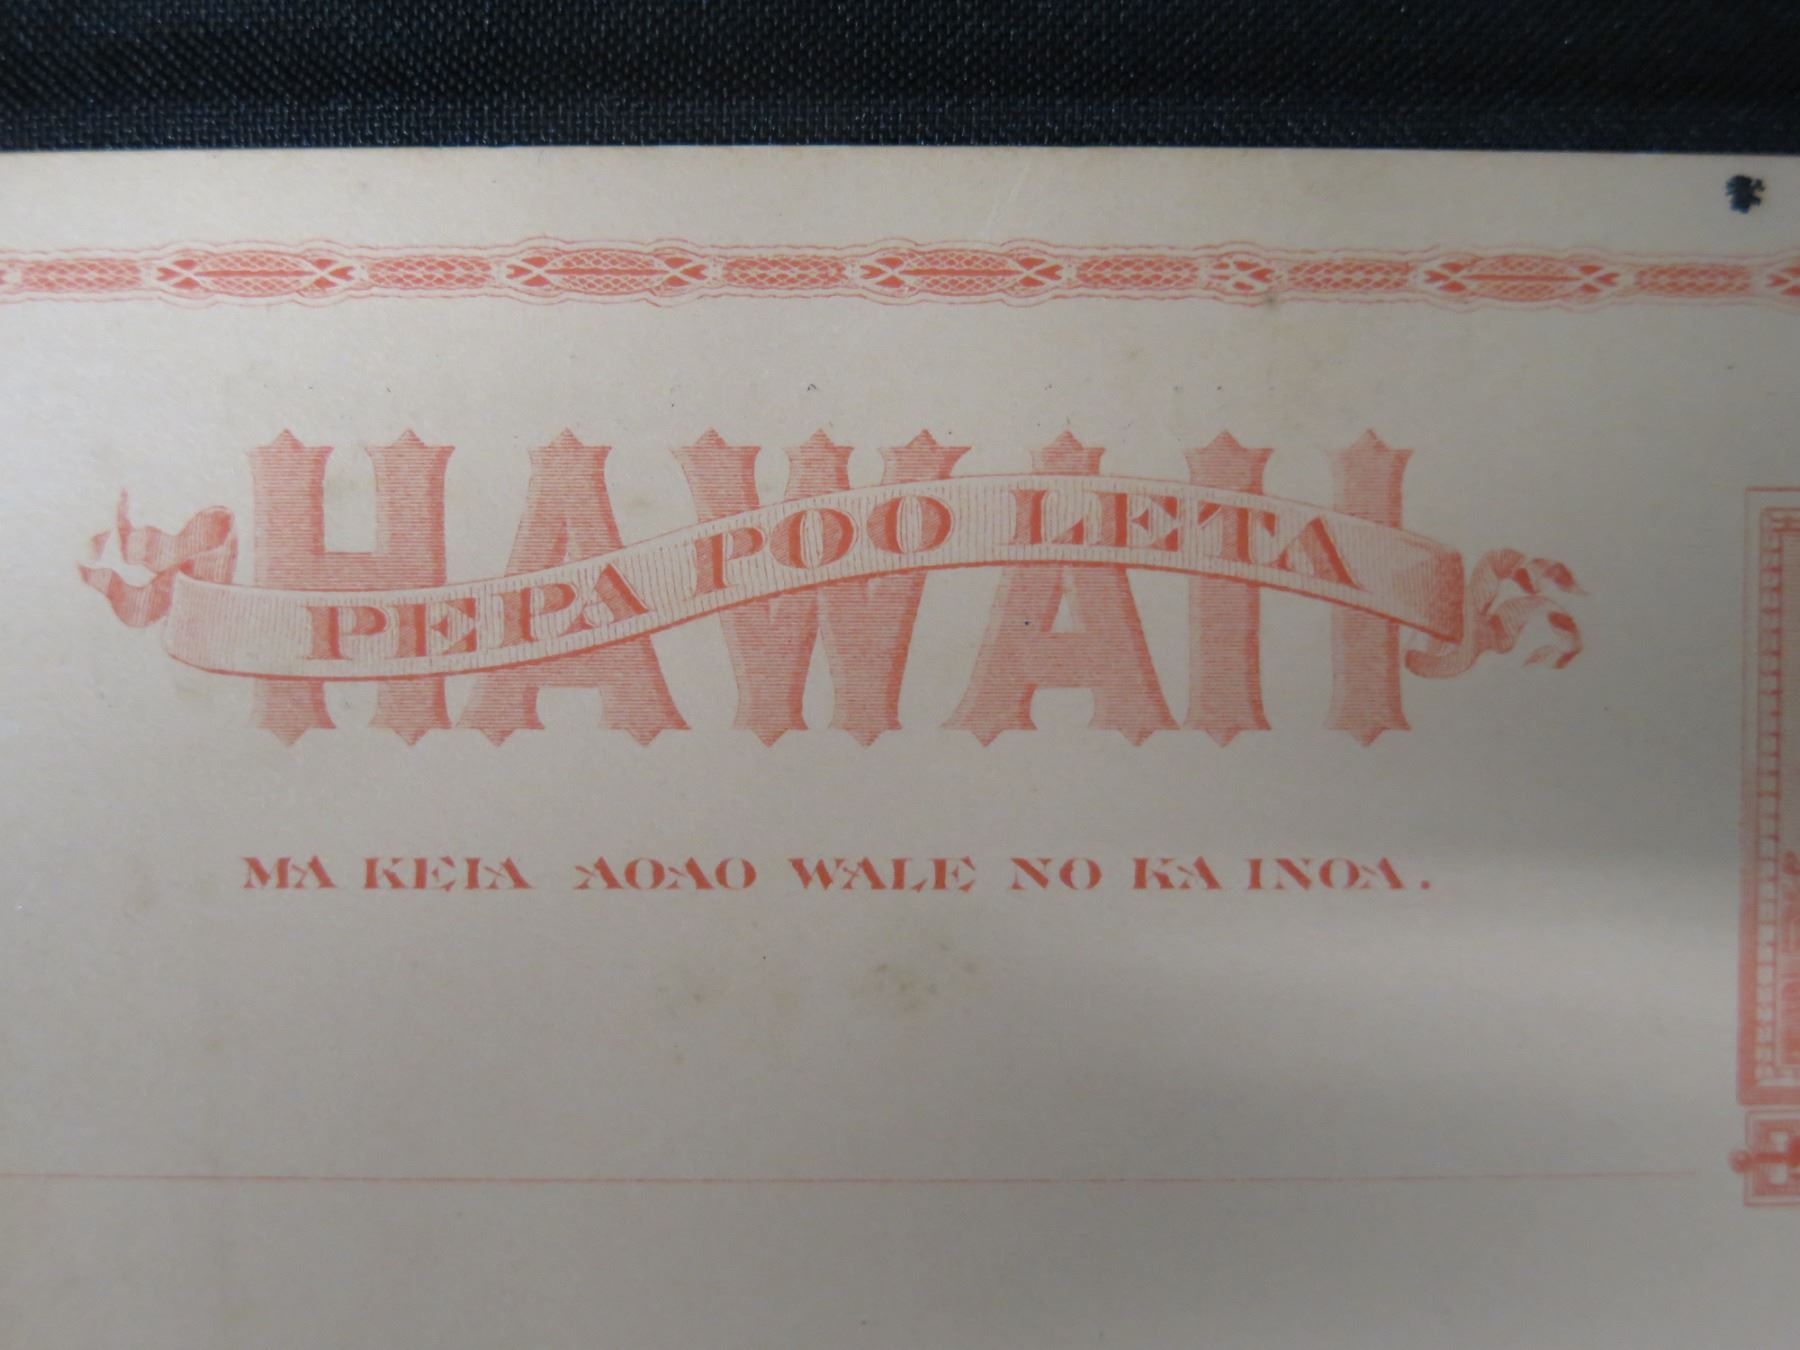 HAWAII
PEPA POO LETA
MA KEIA AOAO WALE NO KA INOA.